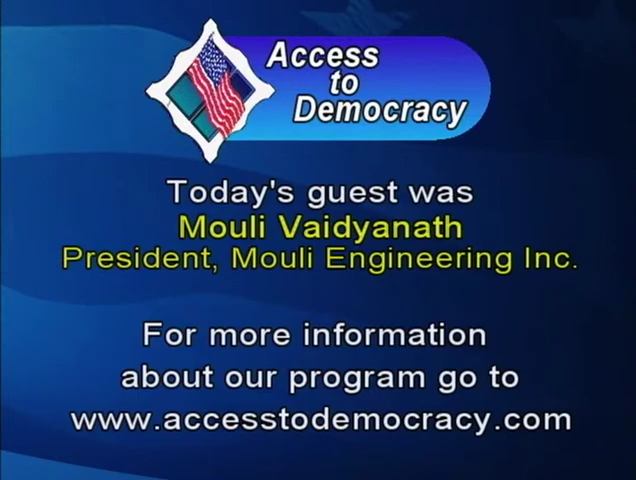 Access
to
Democracy
Today's guest was
Mouli Vaidyanath
President, Mouli Engineering Inc.
For more information
about our program go to
www.accesstodemocracy.com